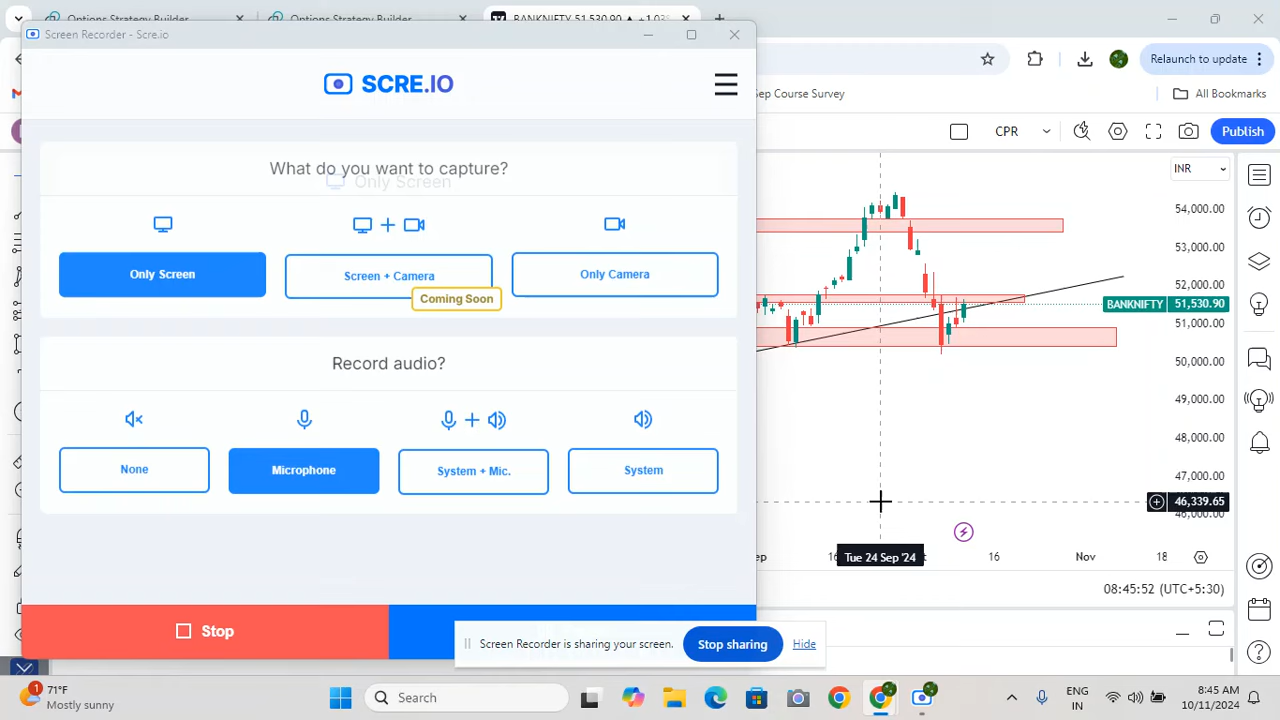 Options Strategy Builder
Options Strategy Builder
BANKNIFTY 51,530.90 ▲ +1.03%
Screen Recorder - Scre.io
Relaunch to update
SCRE.IO
Sep Course Survey
All Bookmarks
CPR
Publish
What do you want to capture?
Only Screen
INR
54,000.00
53,000.00
52,000.00
BANKNIFTY 51,530.90
51,000.00
50,000.00
49,000.00
48,000.00
47,000.00
46,339.65
46,000.00
Only Screen
Screen + Camera
Only Camera
Coming Soon
Record audio?
None
Microphone
System + Mic.
System
Sep
Tue 24 Sep '24
16
Nov
18
08:45:52 (UTC+5:30)
Stop
Screen Recorder is sharing your screen.
Stop sharing
Hide
1
71°F
Mostly sunny
Search
ENG
IN
8:45 AM
10/11/2024